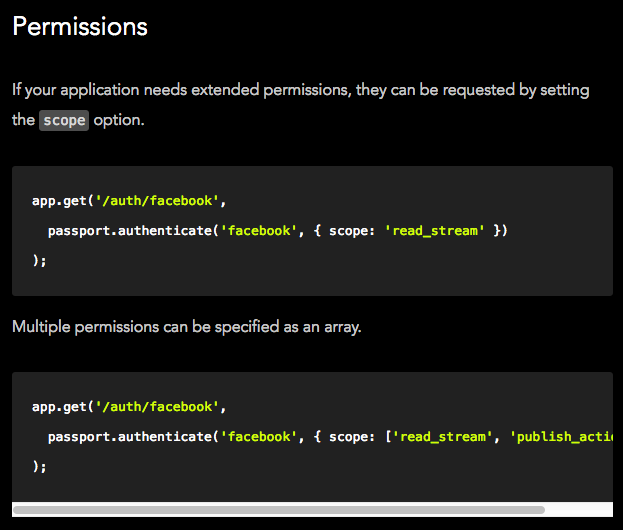 Permissions
If your application needs extended permissions, they can be requested by setting
the scope option.
app.get('/auth/facebook',
  passport.authenticate('facebook', { scope: 'read_stream' })
);
Multiple permissions can be specified as an array.
app.get('/auth/facebook',
  passport.authenticate('facebook', { scope: ['read_stream', 'publish_actio
);